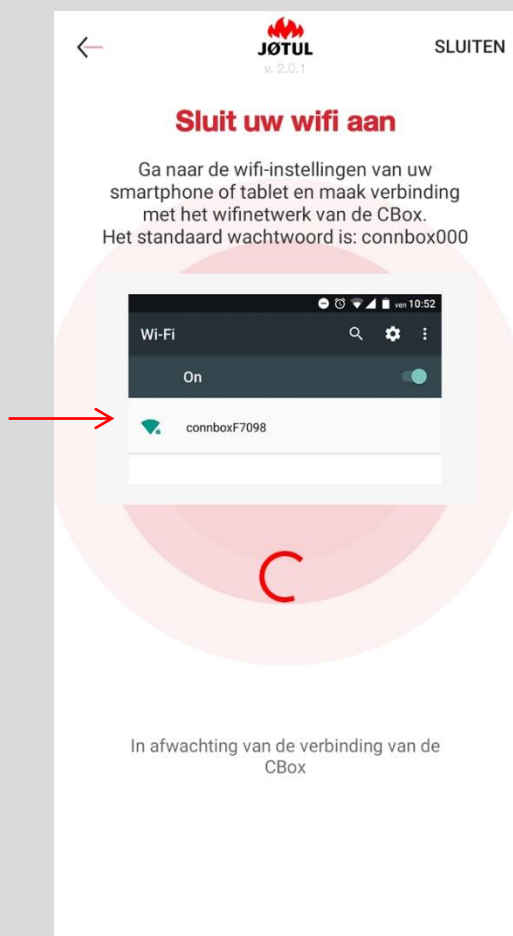 JØTUL
SLUITEN
v. 2.0.1
Sluit uw wifi aan
Ga naar de wifi-instellingen van uw
smartphone of tablet en maak verbinding
met het wifinetwerk van de CBox.
Het standaard wachtwoord is: connbox000
ven 10:52
Wi-Fi
On
connboxF7098
In afwachting van de verbinding van de
CBox